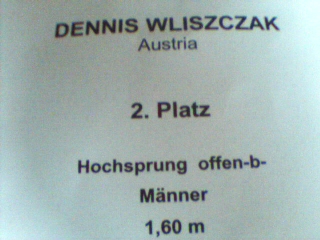 DENNIS WLISZCZAK
Austria
2. Platz
Hochsprung offen-b-
Männer
1,60 m